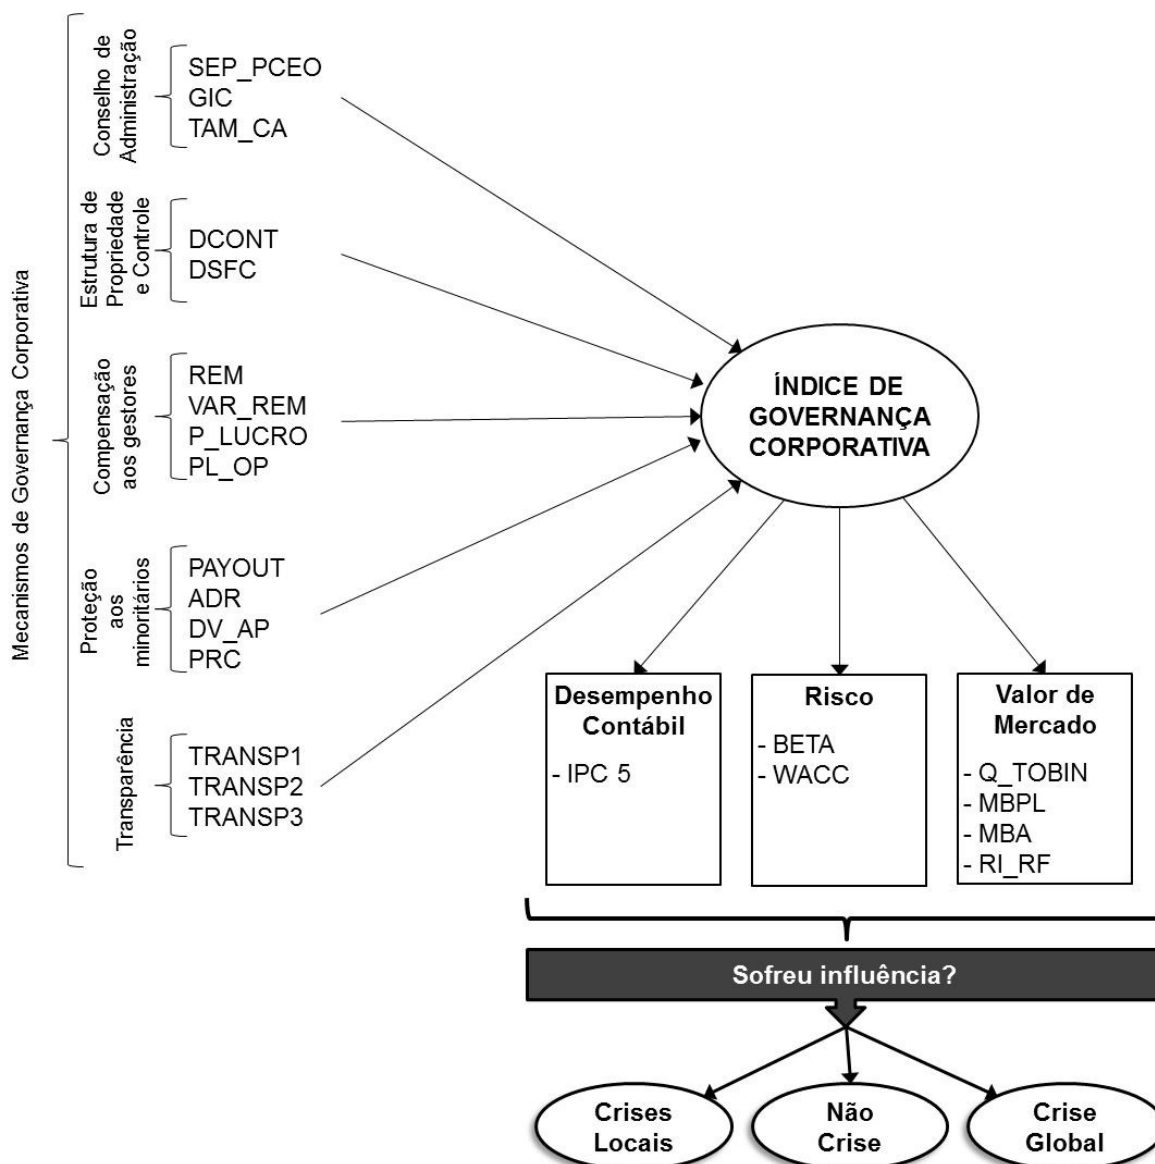 Mecanismos de Governança Corporativa
Conselho de
Administração
SEP_PCEO
GIC
TAM_CA
Estrutura de
Propriedade
e Controle
DCONT
DSFC
Compensação
aos gestores
REM
VAR_REM
P_LUCRO
PL_OP
Proteção
aos
minoritários
PAYOUT
ADR
DV_AP
PRC
Transparência
TRANSP1
TRANSP2
TRANSP3
ÍNDICE DE
GOVERNANÇA
CORPORATIVA
Desempenho
Contábil
- IPC 5
Risco
- BETA
- WACC
Valor de
Mercado
- Q_TOBIN
- MBPL
- MBA
- RI_RF
Sofreu influência?
Crises
Locais
Não
Crise
Crise
Global